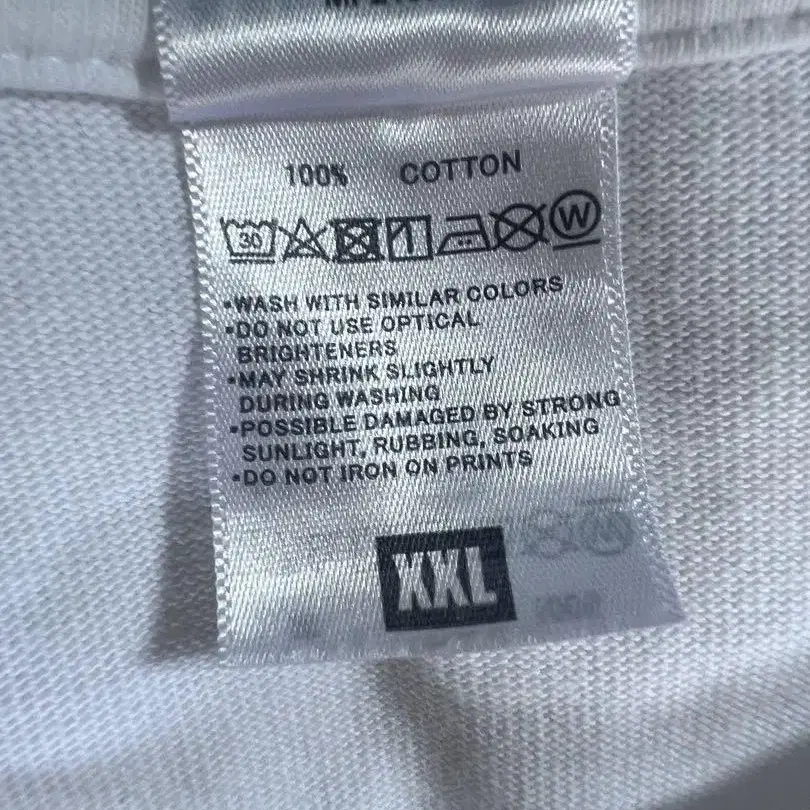 100% COTTON
30 W
•WASH WITH SIMILAR COLORS
•DO NOT USE OPTICAL
BRIGHTENERS
•MAY SHRINK SLIGHTLY
DURING WASHING
•POSSIBLE DAMAGED BY STRONG
SUNLIGHT, RUBBING, SOAKING
•DO NOT IRON ON PRINTS
XXL